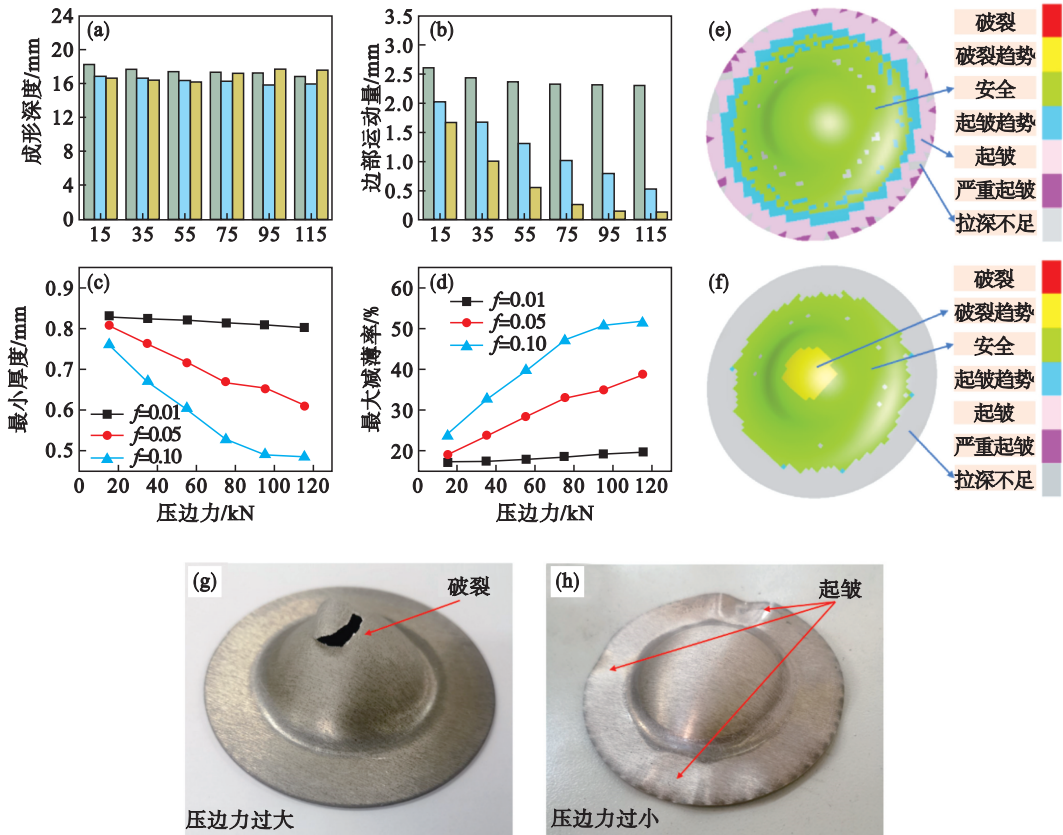 (a)
成形深度/mm
24
20
16
12
8
4
0
15 35 55 75 95 115
(b)
边部运动量/mm
3.5
3.0
2.5
2.0
1.5
1.0
0.5
0.0
15 35 55 75 95 115
(c)
最小厚度/mm
0.9
0.8
0.7
0.6
0.5
f=0.01
f=0.05
f=0.10
0 20 40 60 80 100 120
压边力/kN
(d)
最大减薄率/%
60
50
40
30
20
f=0.01
f=0.05
f=0.10
0 20 40 60 80 100 120
压边力/kN
(e)
破裂
破裂趋势
安全
起皱趋势
起皱
严重起皱
拉深不足
(f)
破裂
破裂趋势
安全
起皱趋势
起皱
严重起皱
拉深不足
(g)
破裂
压边力过大
(h)
起皱
压边力过小